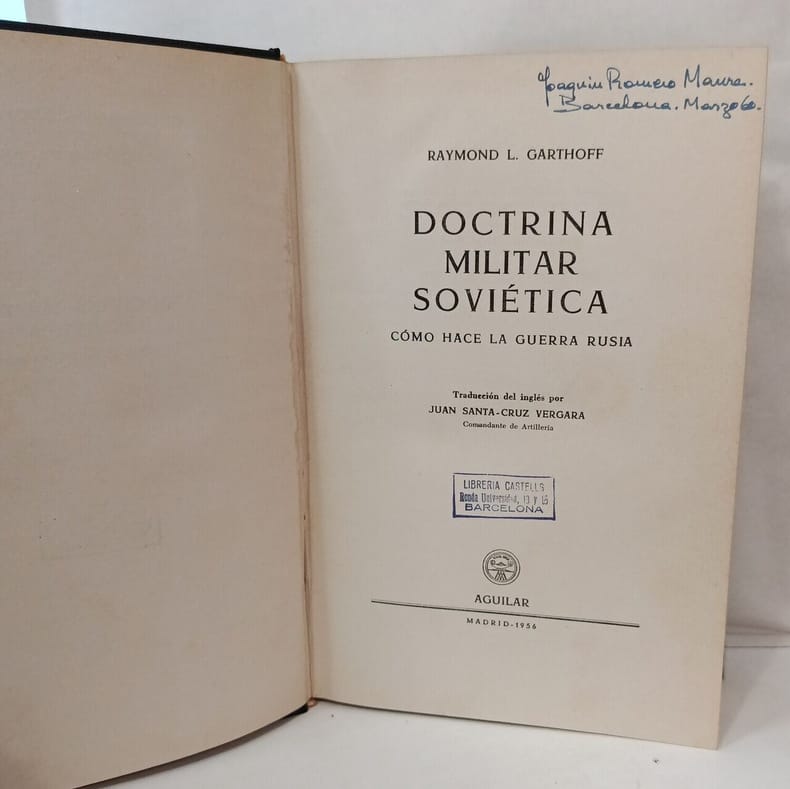 Joaquín Romero Maura.
Barcelona. Marzo 60.
RAYMOND L. GARTHOFF
DOCTRINA
MILITAR
SOVIÉTICA
CÓMO HACE LA GUERRA RUSIA
Traducción del inglés por
JUAN SANTA-CRUZ VERGARA
Comandante de Artillería
LIBRERIA CASTELLS
Ronda Universidad, 13 y 15
BARCELONA
AGUILAR
MADRID-1956